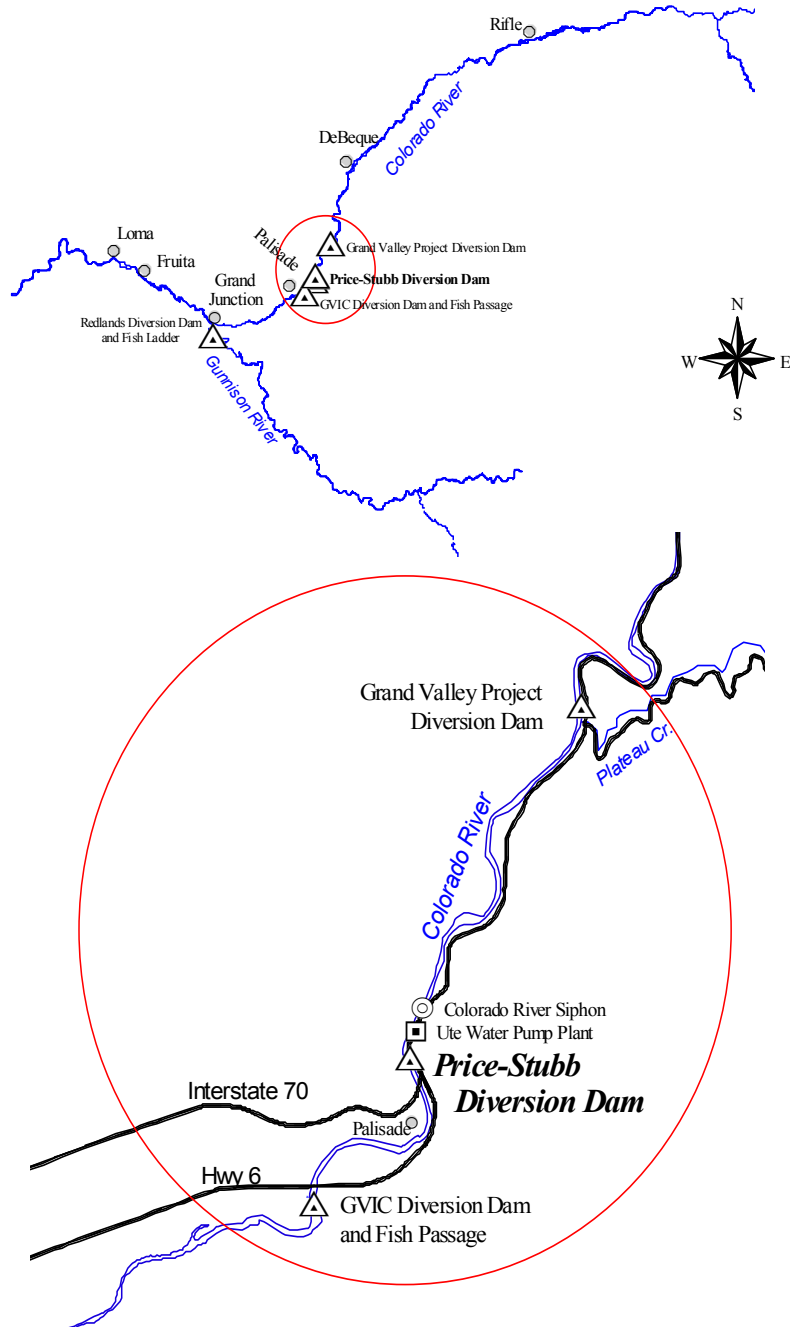 Rifle
Colorado River
DeBeque
Loma
Fruita
Palisade
Grand Valley Project Diversion Dam
Price-Stubb Diversion Dam
GVIC Diversion Dam and Fish Passage
Grand
Junction
Redlands Diversion Dam
and Fish Ladder
Gunnison River
N
W
E
S
Grand Valley Project
Diversion Dam
Plateau Cr.
Colorado River
Colorado River Siphon
Ute Water Pump Plant
Price-Stubb
Diversion Dam
Interstate 70
Palisade
Hwy 6
GVIC Diversion Dam
and Fish Passage